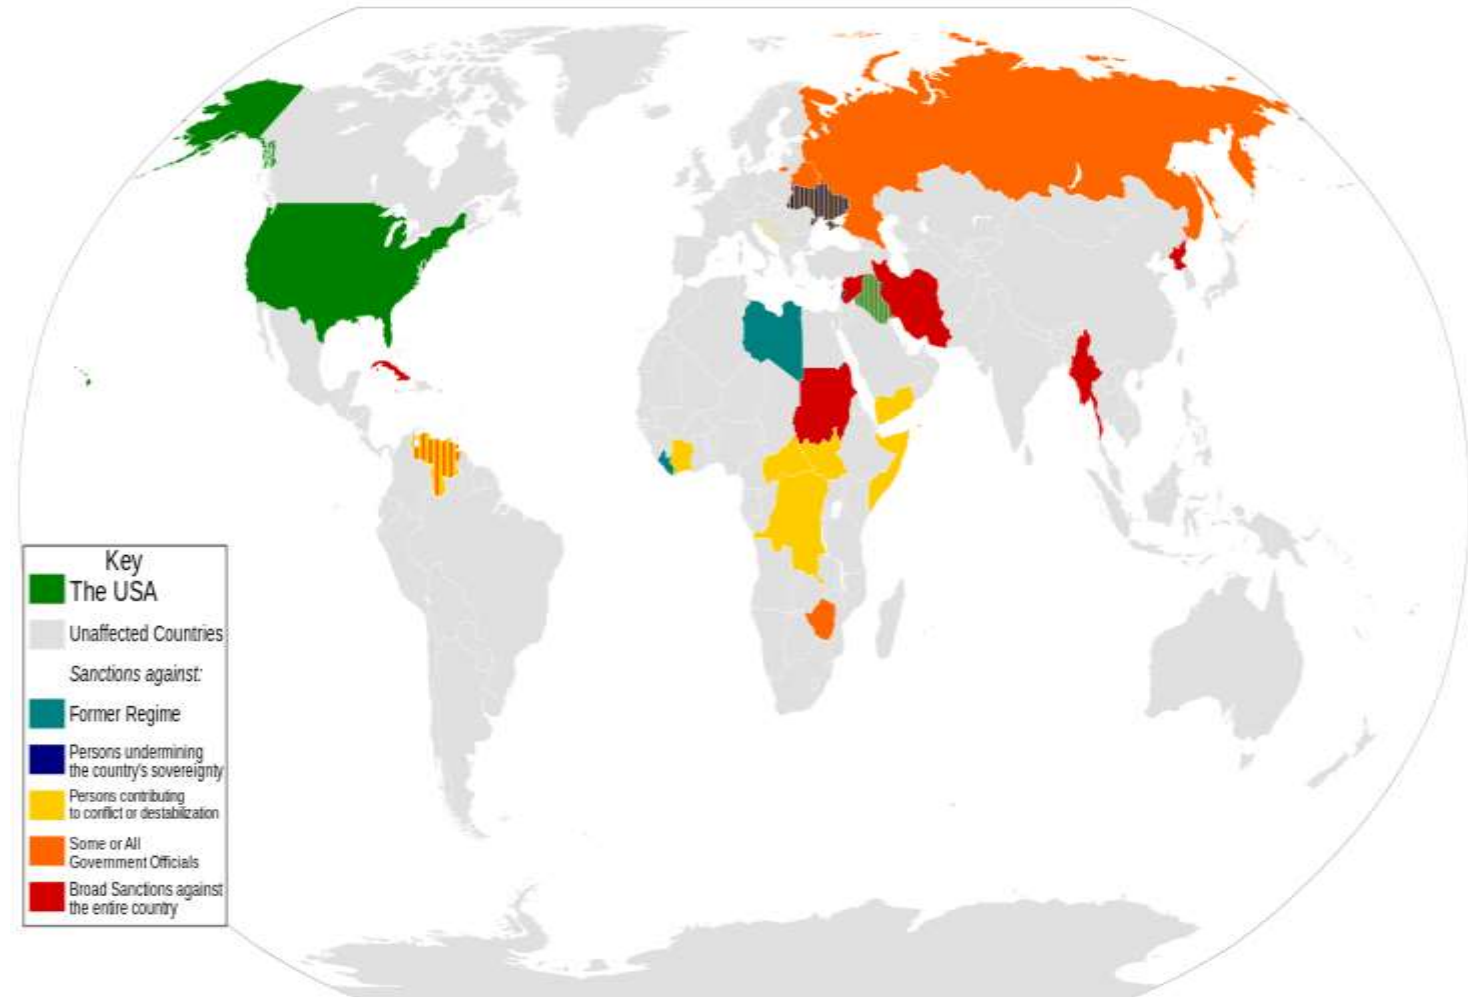 Key
The USA
Unaffected Countries
Sanctions against:
Former Regime
Persons undermining
the country's sovereignty
Persons contributing
to conflict or destabilization
Some or All
Government Officials
Broad Sanctions against
the entire country